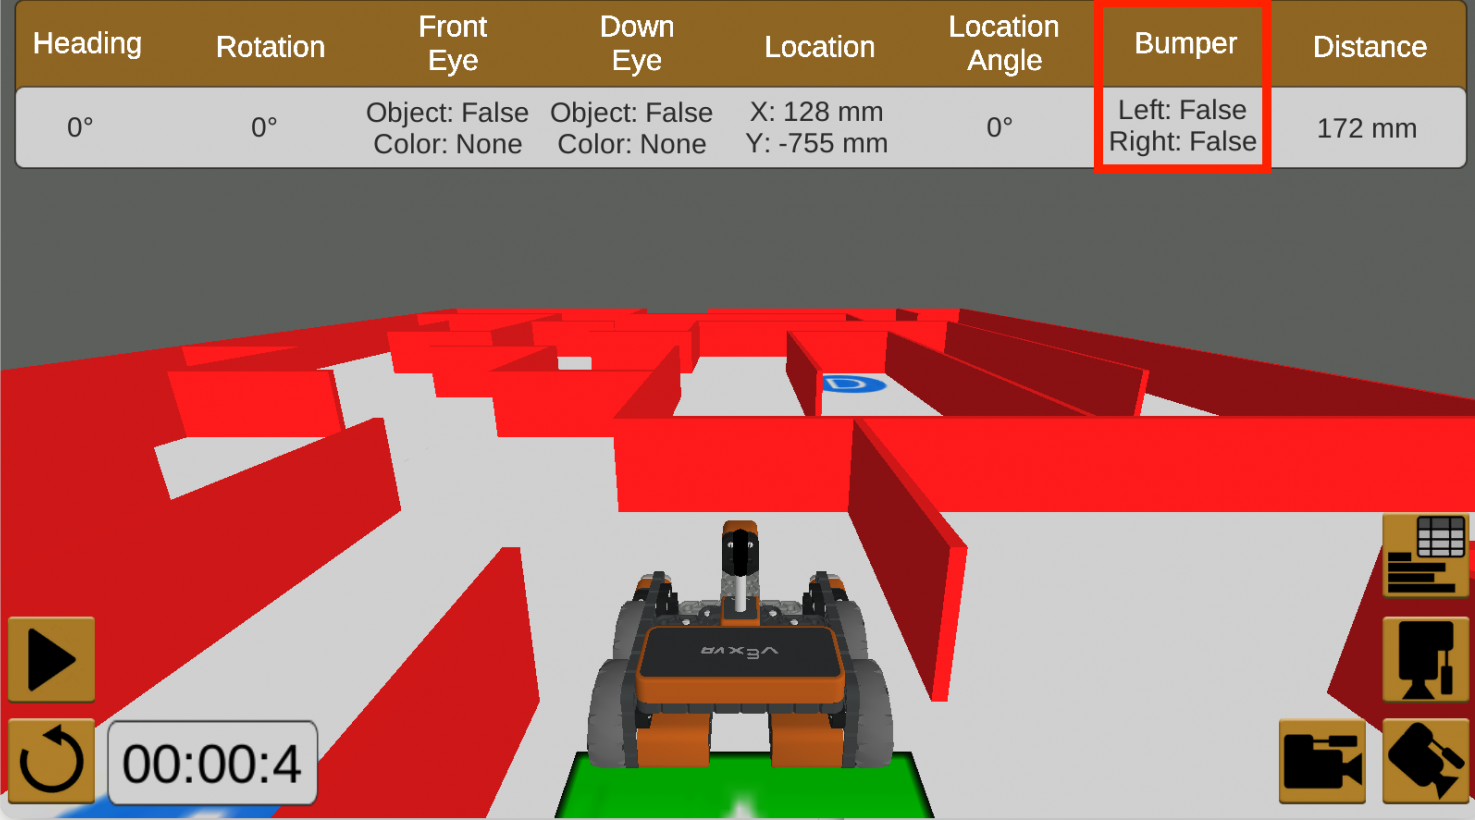 Heading
Rotation
Front
Eye
Down
Eye
Location
Location
Angle
Bumper
Distance
0°
0°
Object: False
Color: None
Object: False
Color: None
X: 128 mm
Y: -755 mm
0°
Left: False
Right: False
172 mm
D
VEXVR
00:00:4